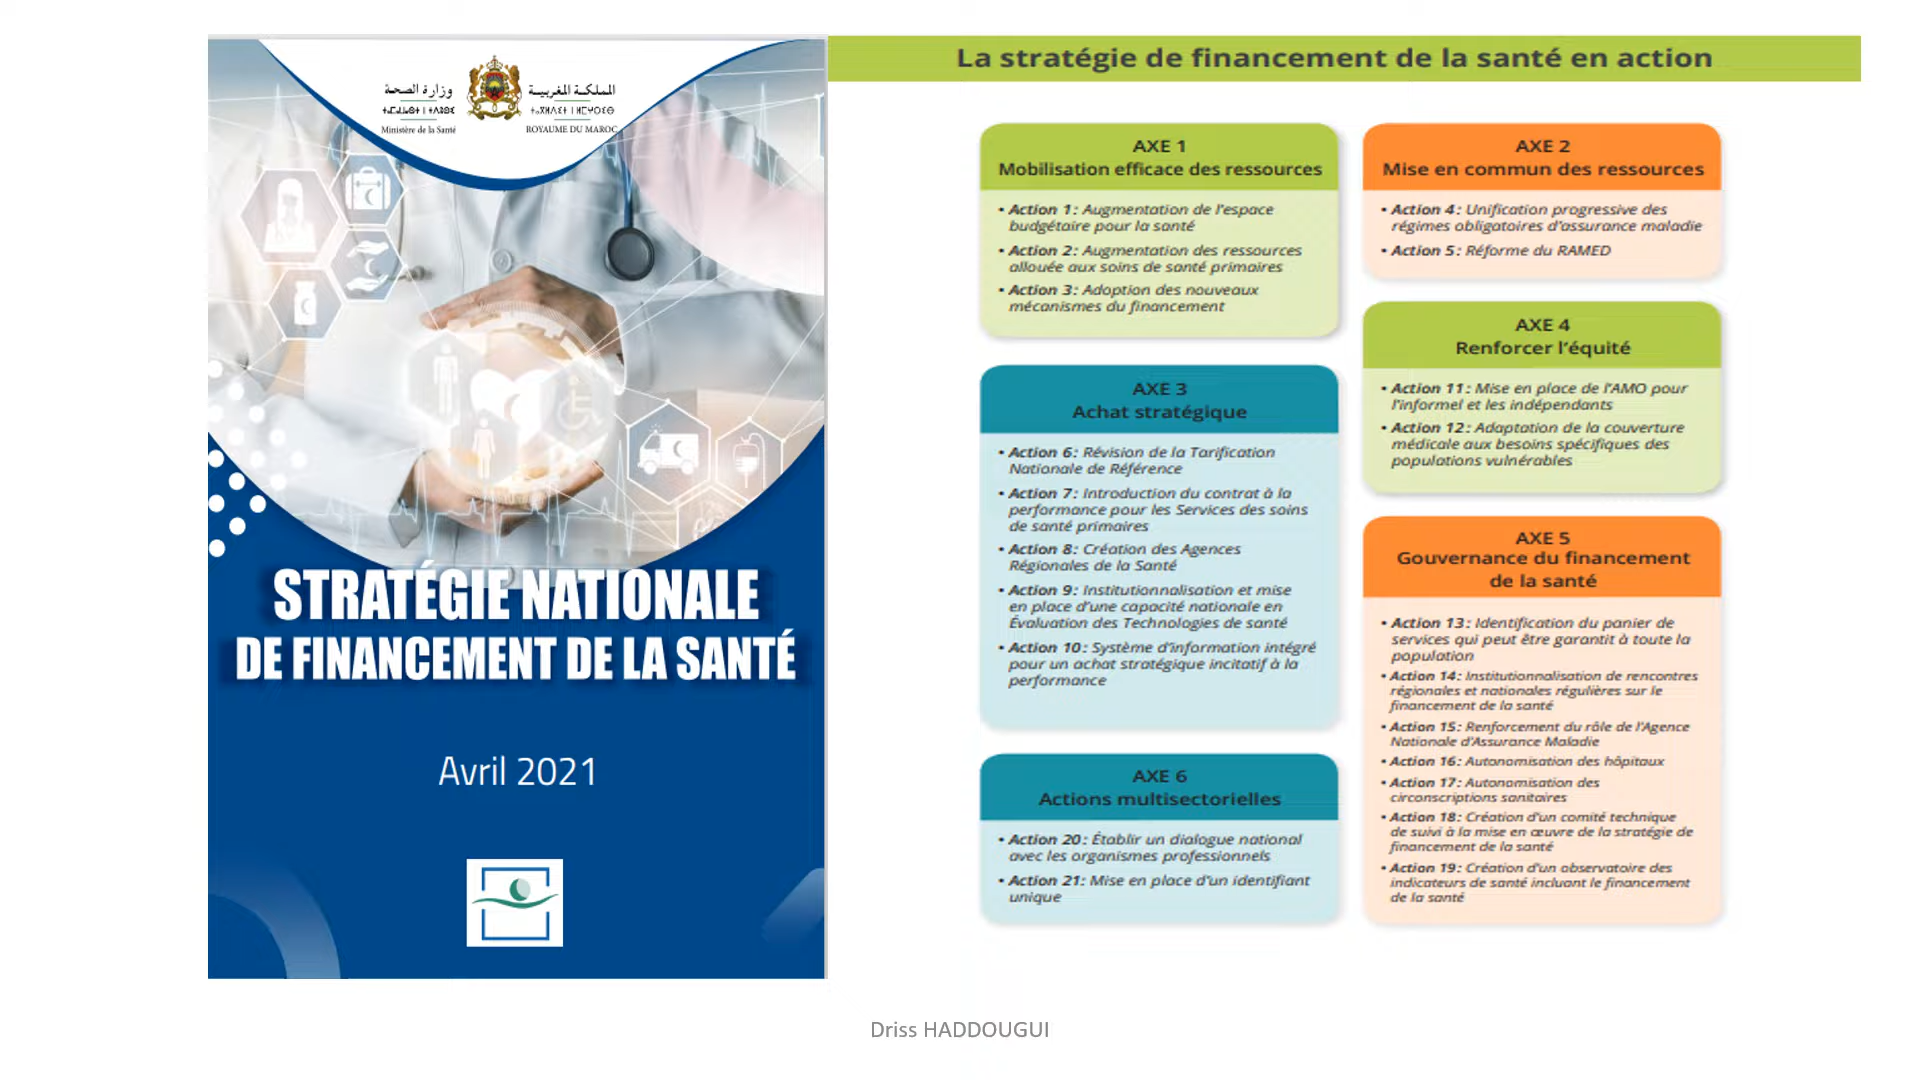 وزارة الصحة
المملكة المغربية
ⵜⴰⵎⴰⵡⴰⵙⵜ ⵏ ⵜⴷⵓⵙⵉ
ⵜⴰⴳⵍⴷⵉⵜ ⵏ ⵍⵎⵖⵔⵉⴱ
Ministère de la Santé
ROYAUME DU MAROC
STRATÉGIE NATIONALE
DE FINANCEMENT DE LA SANTÉ
Avril 2021
La stratégie de financement de la santé en action
AXE 1
Mobilisation efficace des ressources
• Action 1 : Augmentation de l'espace
budgétaire pour la santé
• Action 2 : Augmentation des ressources
allouée aux soins de santé primaires
• Action 3 : Adoption des nouveaux
mécanismes du financement
AXE 2
Mise en commun des ressources
• Action 4 : Unification progressive des
régimes obligatoires d'assurance maladie
• Action 5 : Réforme du RAMED
AXE 3
Achat stratégique
• Action 6 : Révision de la Tarification
Nationale de Référence
• Action 7 : Introduction du contrat à la
performance pour les Services des soins
de santé primaires
• Action 8 : Création des Agences
Régionales de la Santé
• Action 9 : Institutionnalisation et mise
en place d'une capacité nationale en
Évaluation des Technologies de santé
• Action 10 : Système d'information intégré
pour un achat stratégique incitatif à la
performance
AXE 4
Renforcer l'équité
• Action 11 : Mise en place de l'AMO pour
l'informel et les indépendants
• Action 12 : Adaptation de la couverture
médicale aux besoins spécifiques des
populations vulnérables
AXE 5
Gouvernance du financement
de la santé
• Action 13 : Identification du panier de
services qui peut être garantit à toute la
population
• Action 14 : Institutionnalisation de rencontres
régionales et nationales régulières sur le
financement de la santé
• Action 15 : Renforcement du rôle de l'Agence
Nationale d'Assurance Maladie
• Action 16 : Autonomisation des hôpitaux
• Action 17 : Autonomisation des
circonscriptions sanitaires
• Action 18 : Création d'un comité technique
de suivi à la mise en œuvre de la stratégie de
financement de la santé
• Action 19 : Création d'un observatoire des
indicateurs de santé incluant le financement
de la santé
AXE 6
Actions multisectorielles
• Action 20 : Établir un dialogue national
avec les organismes professionnels
• Action 21 : Mise en place d'un identifiant
unique
Driss HADDOUGUI